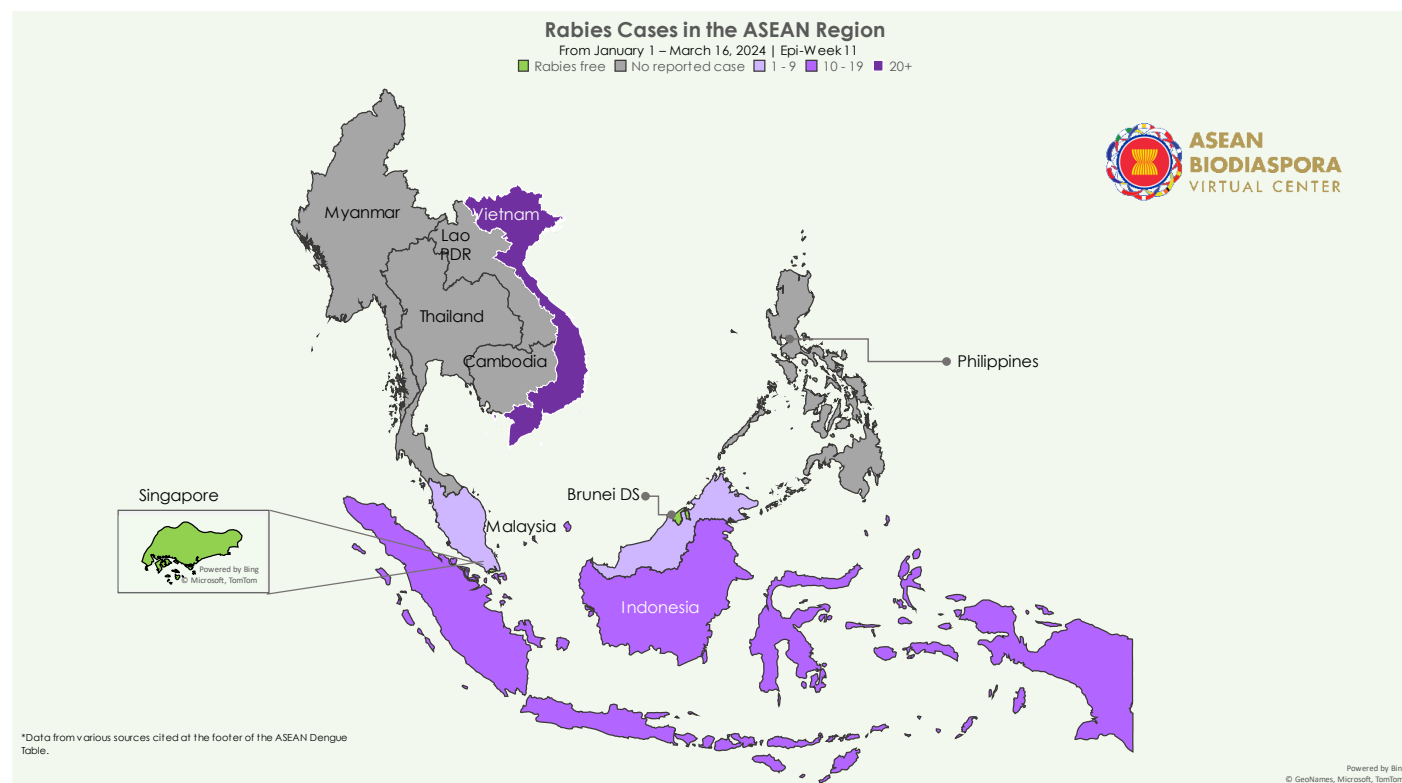 Rabies Cases in the ASEAN Region
From January 1 – March 16, 2024 | Epi-Week 11
Rabies free No reported case 1 - 9 10 - 19 20+
ASEAN
BIODIASPORA
VIRTUAL CENTER
Myanmar
Vietnam
Lao
PDR
Thailand
Cambodia
Philippines
Singapore
Brunei DS
Malaysia
Powered by Bing
© Microsoft, TomTom
Indonesia
*Data from various sources cited at the footer of the ASEAN Dengue
Table.
Powered by Bin
© GeoNames, Microsoft, TomTom